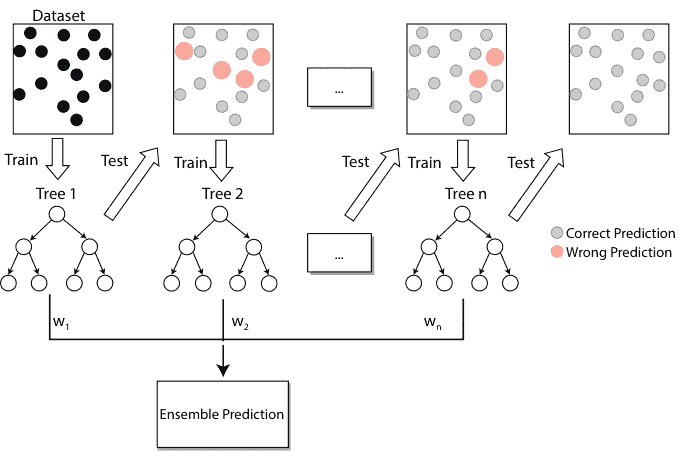 Dataset
...
Train
Test
Train
Test
Train
Test
Tree 1
Tree 2
Tree n
Correct Prediction
Wrong Prediction
...
w1
w2
wn
Ensemble Prediction